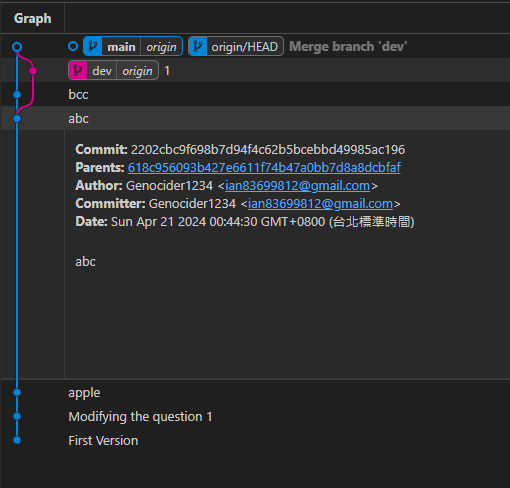 Graph
main origin origin/HEAD Merge branch 'dev'
dev origin 1
bcc
abc
Commit: 2202cbc9f698b7d94f4c62b5bcebbd49985ac196
Parents: 618c956093b427e6611f74b47a0bb7d8a8dcbfaf
Author: Genocider1234 <ian83699812@gmail.com>
Committer: Genocider1234 <ian83699812@gmail.com>
Date: Sun Apr 21 2024 00:44:30 GMT+0800 (台北標準時間)
abc
apple
Modifying the question 1
First Version